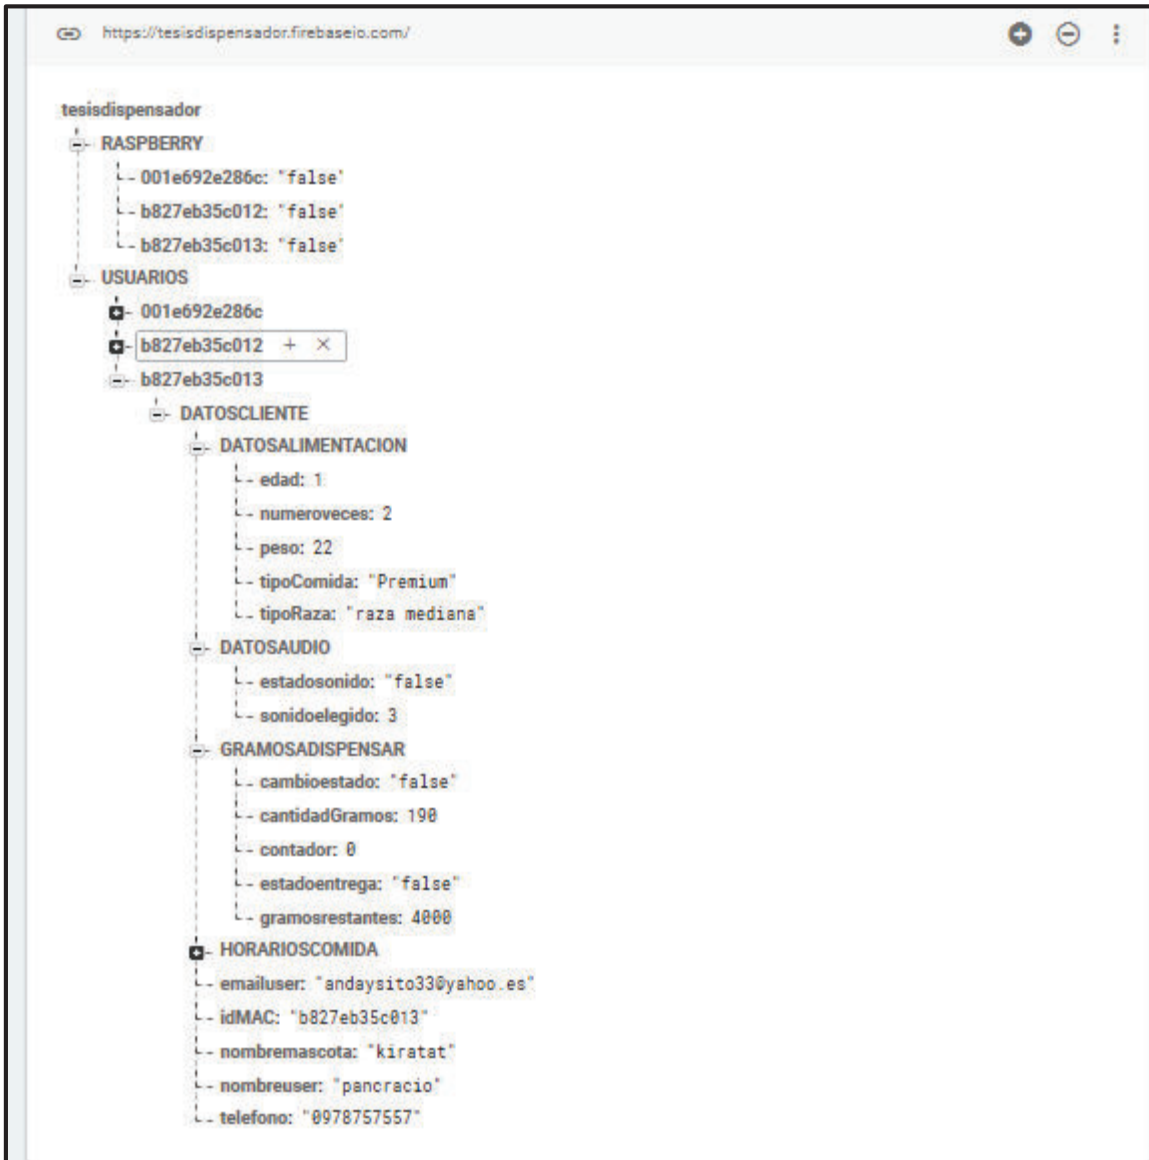 https://tesisdispensador.firebaseio.com/
tesisdispensador
RASPBERRY
001e692e286c: "false"
b827eb35c012: "false"
b827eb35c013: "false"
USUARIOS
001e692e286c
b827eb35c012 + ×
b827eb35c013
DATOSCLIENTE
DATOSALIMENTACION
edad: 1
numeroveces: 2
peso: 22
tipoComida: "Premium"
tipoRaza: "raza mediana"
DATOSAUDIO
estadosonido: "false"
sonidoelegido: 3
GRAMOSADISPENSAR
cambioestado: "false"
cantidadGramos: 190
contador: 0
estadoentrega: "false"
gramosrestantes: 4000
HORARIOSCOMIDA
emailuser: "andaysito33@yahoo.es"
idMAC: "b827eb35c013"
nombremascota: "kiratat"
nombreuser: "pancracio"
telefono: "0978757557"